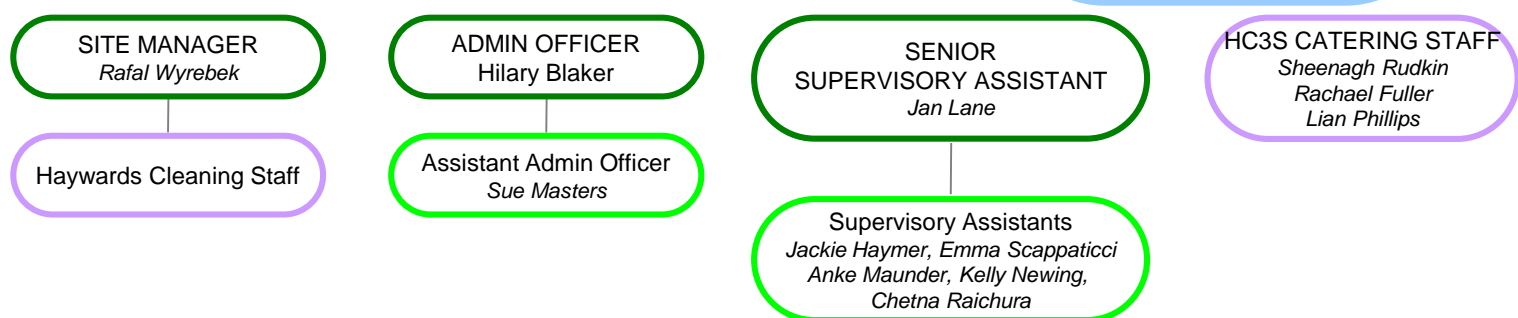 SITE MANAGER
Rafal Wyrebek
Haywards Cleaning Staff
ADMIN OFFICER
Hilary Blaker
Assistant Admin Officer
Sue Masters
SENIOR
SUPERVISORY ASSISTANT
Jan Lane
Supervisory Assistants
Jackie Haymer, Emma Scappaticci
Anke Maunder, Kelly Newing,
Chetna Raichura
HC3S CATERING STAFF
Sheenagh Rudkin
Rachael Fuller
Lian Phillips